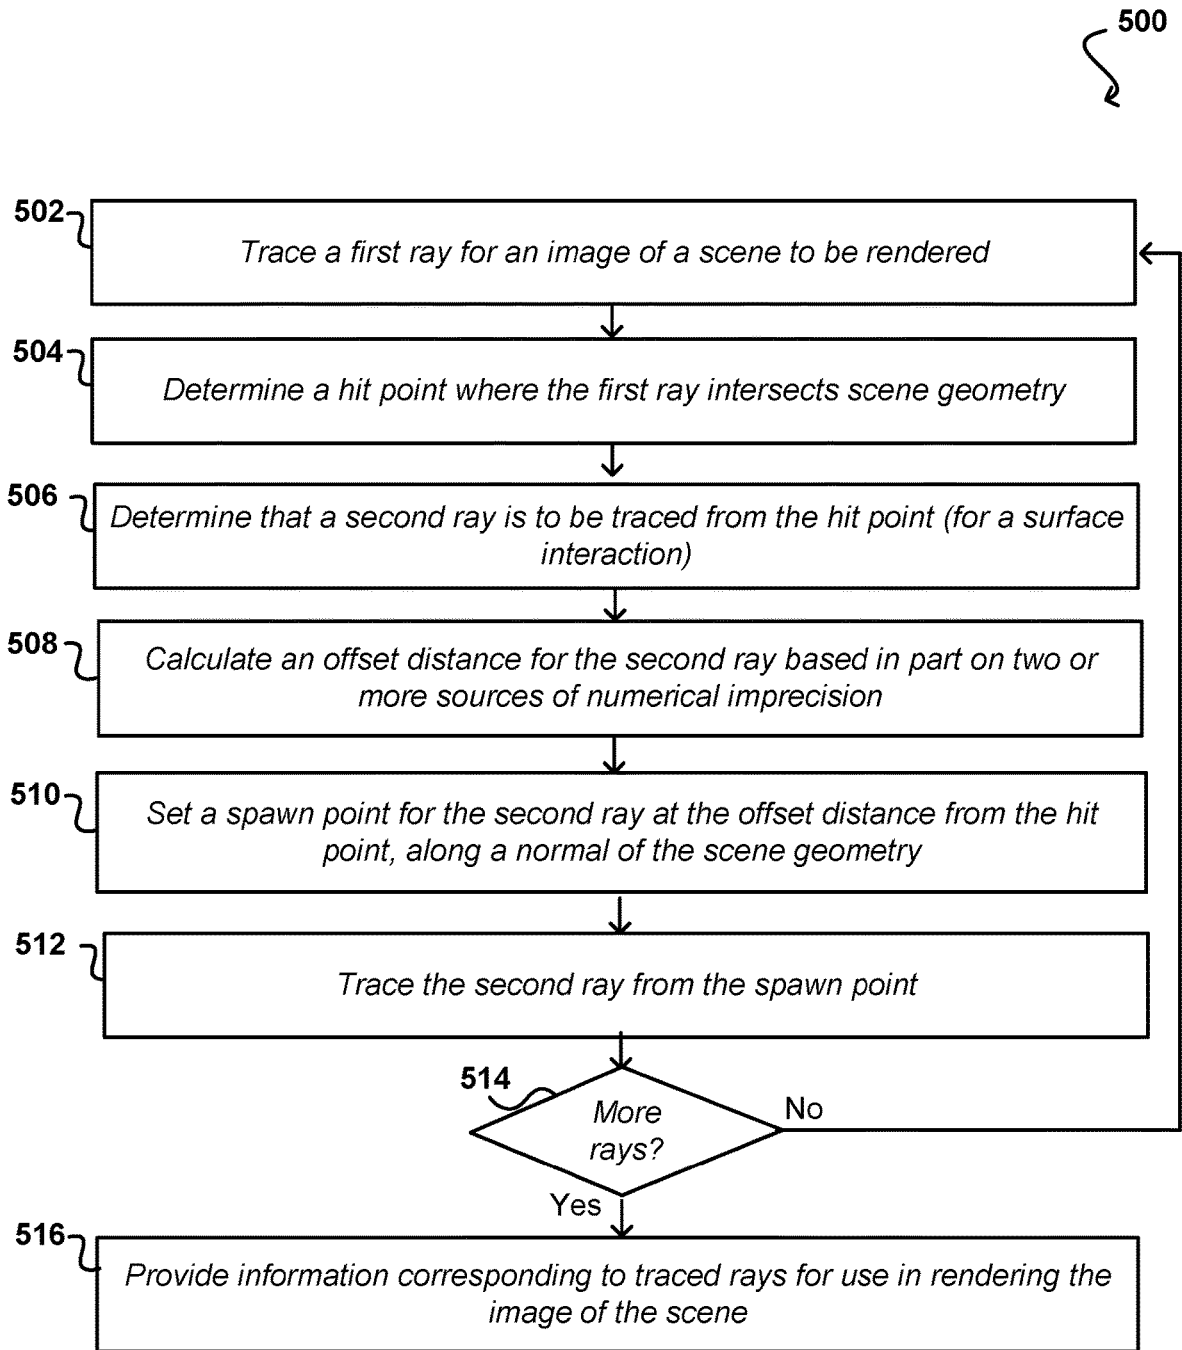 500
502
Trace a first ray for an image of a scene to be rendered
504
Determine a hit point where the first ray intersects scene geometry
506
Determine that a second ray is to be traced from the hit point (for a surface
interaction)
508
Calculate an offset distance for the second ray based in part on two or
more sources of numerical imprecision
510
Set a spawn point for the second ray at the offset distance from the hit
point, along a normal of the scene geometry
512
Trace the second ray from the spawn point
514
More
rays?
No
Yes
516
Provide information corresponding to traced rays for use in rendering the
image of the scene